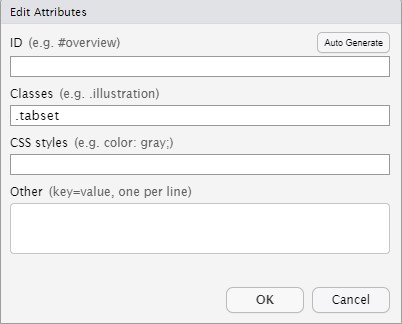 Edit Attributes
ID (e.g. #overview) Auto Generate
Classes (e.g. .illustration)
.tabset
CSS styles (e.g. color: gray;)
Other (key=value, one per line)
OK Cancel